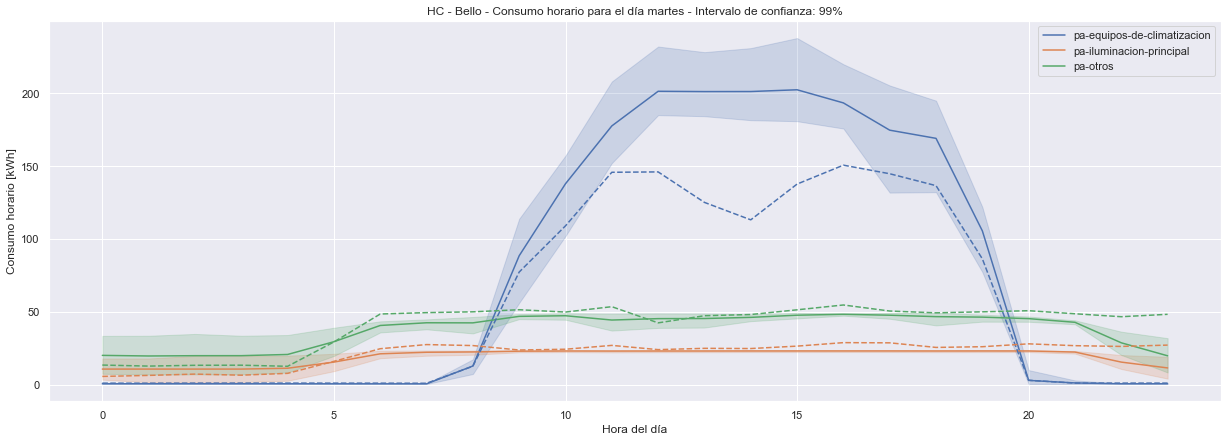 HC - Bello - Consumo horario para el día martes - Intervalo de confianza: 99%
pa-equipos-de-climatizacion
pa-iluminacion-principal
pa-otros
Consumo horario [kWh]
200
150
100
50
0
0 5 10 15 20
Hora del día